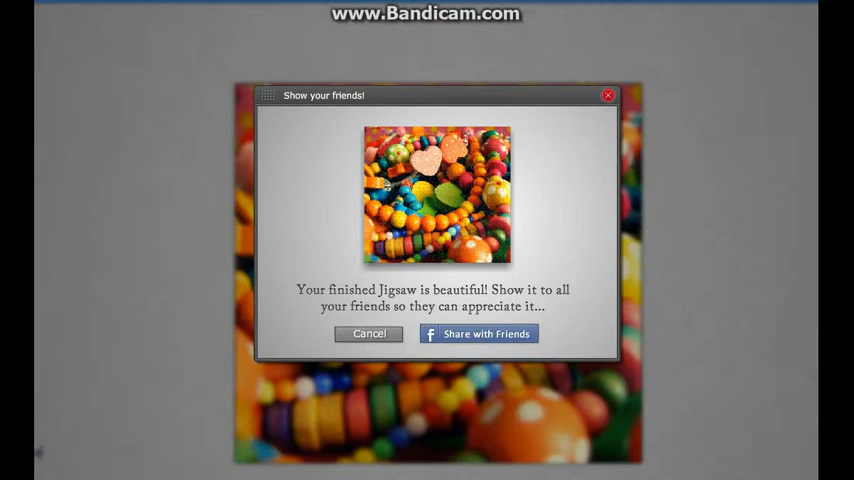 www.Bandicam.com
Show your friends!
Your finished Jigsaw is beautiful! Show it to all
your friends so they can appreciate it...
Cancel
f Share with Friends